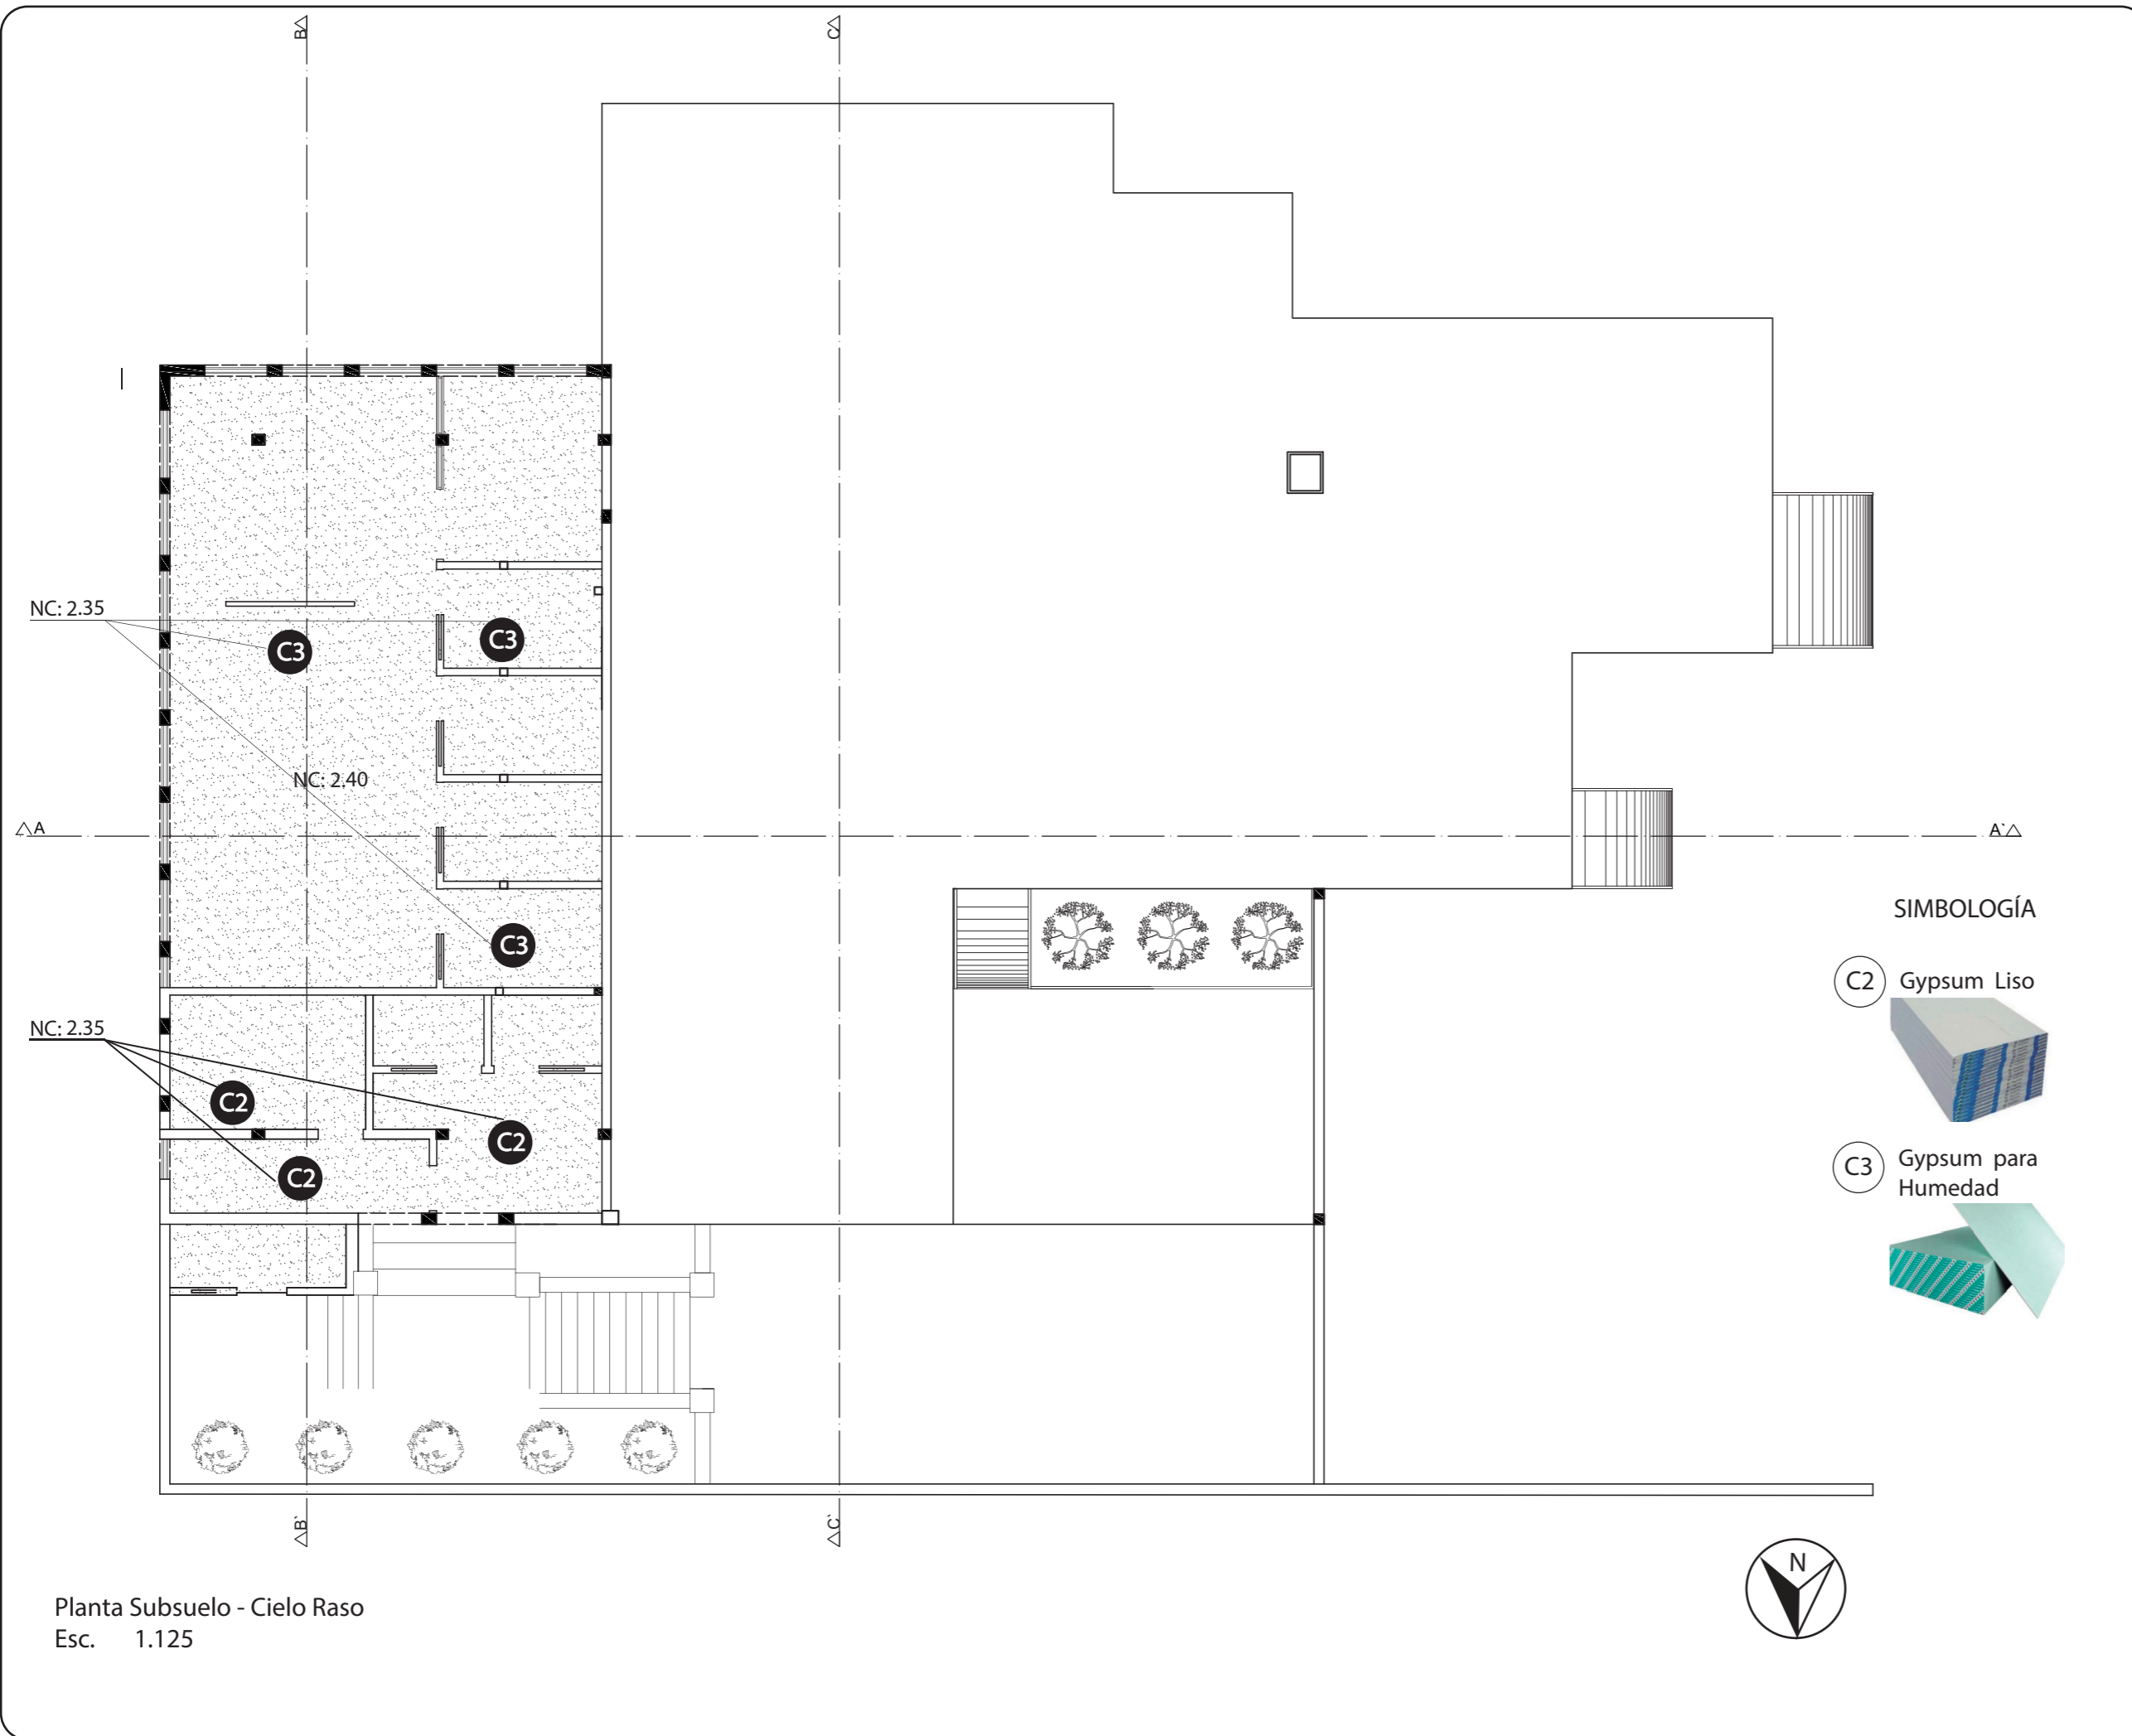 B
C
NC: 2.35
C3
C3
NC: 2.40
A
A`
C3
SIMBOLOGÍA
C2 Gypsum Liso
NC: 2.35
C2
C2
C2
C3 Gypsum para
Humedad
B`
C`
N
Planta Subsuelo - Cielo Raso
Esc. 1.125